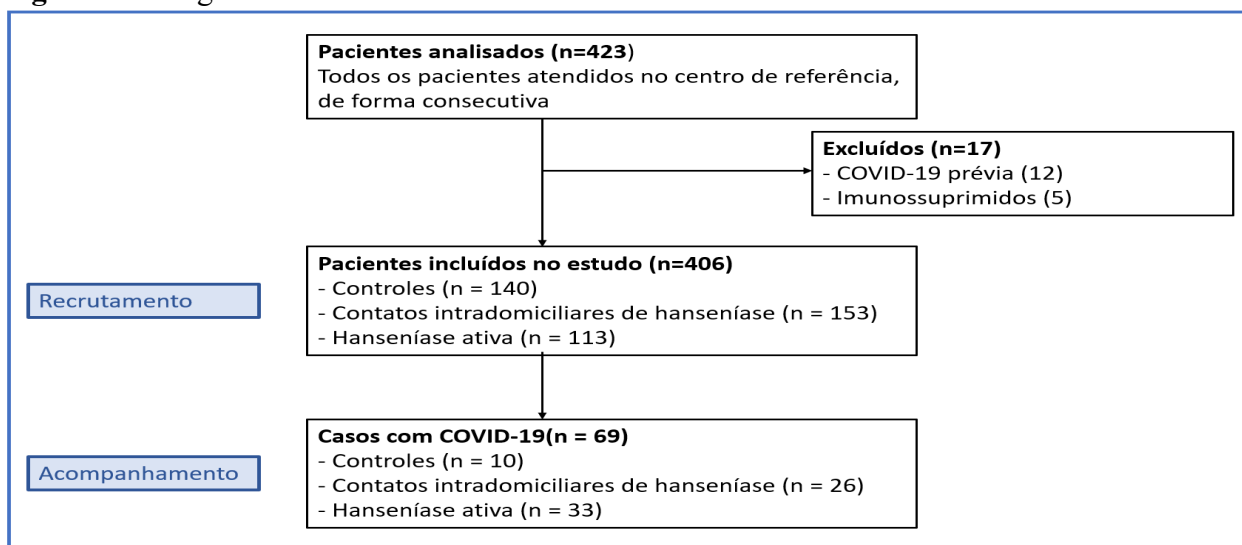 Pacientes analisados (n=423)
Todos os pacientes atendidos no centro de referência,
de forma consecutiva
Excluídos (n=17)
- COVID-19 prévia (12)
- Imunossuprimidos (5)
Pacientes incluídos no estudo (n=406)
- Controles (n = 140)
- Contatos intradomiciliares de hanseníase (n = 153)
- Hanseníase ativa (n = 113)
Recrutamento
Casos com COVID-19(n = 69)
- Controles (n = 10)
- Contatos intradomiciliares de hanseníase (n = 26)
- Hanseníase ativa (n = 33)
Acompanhamento